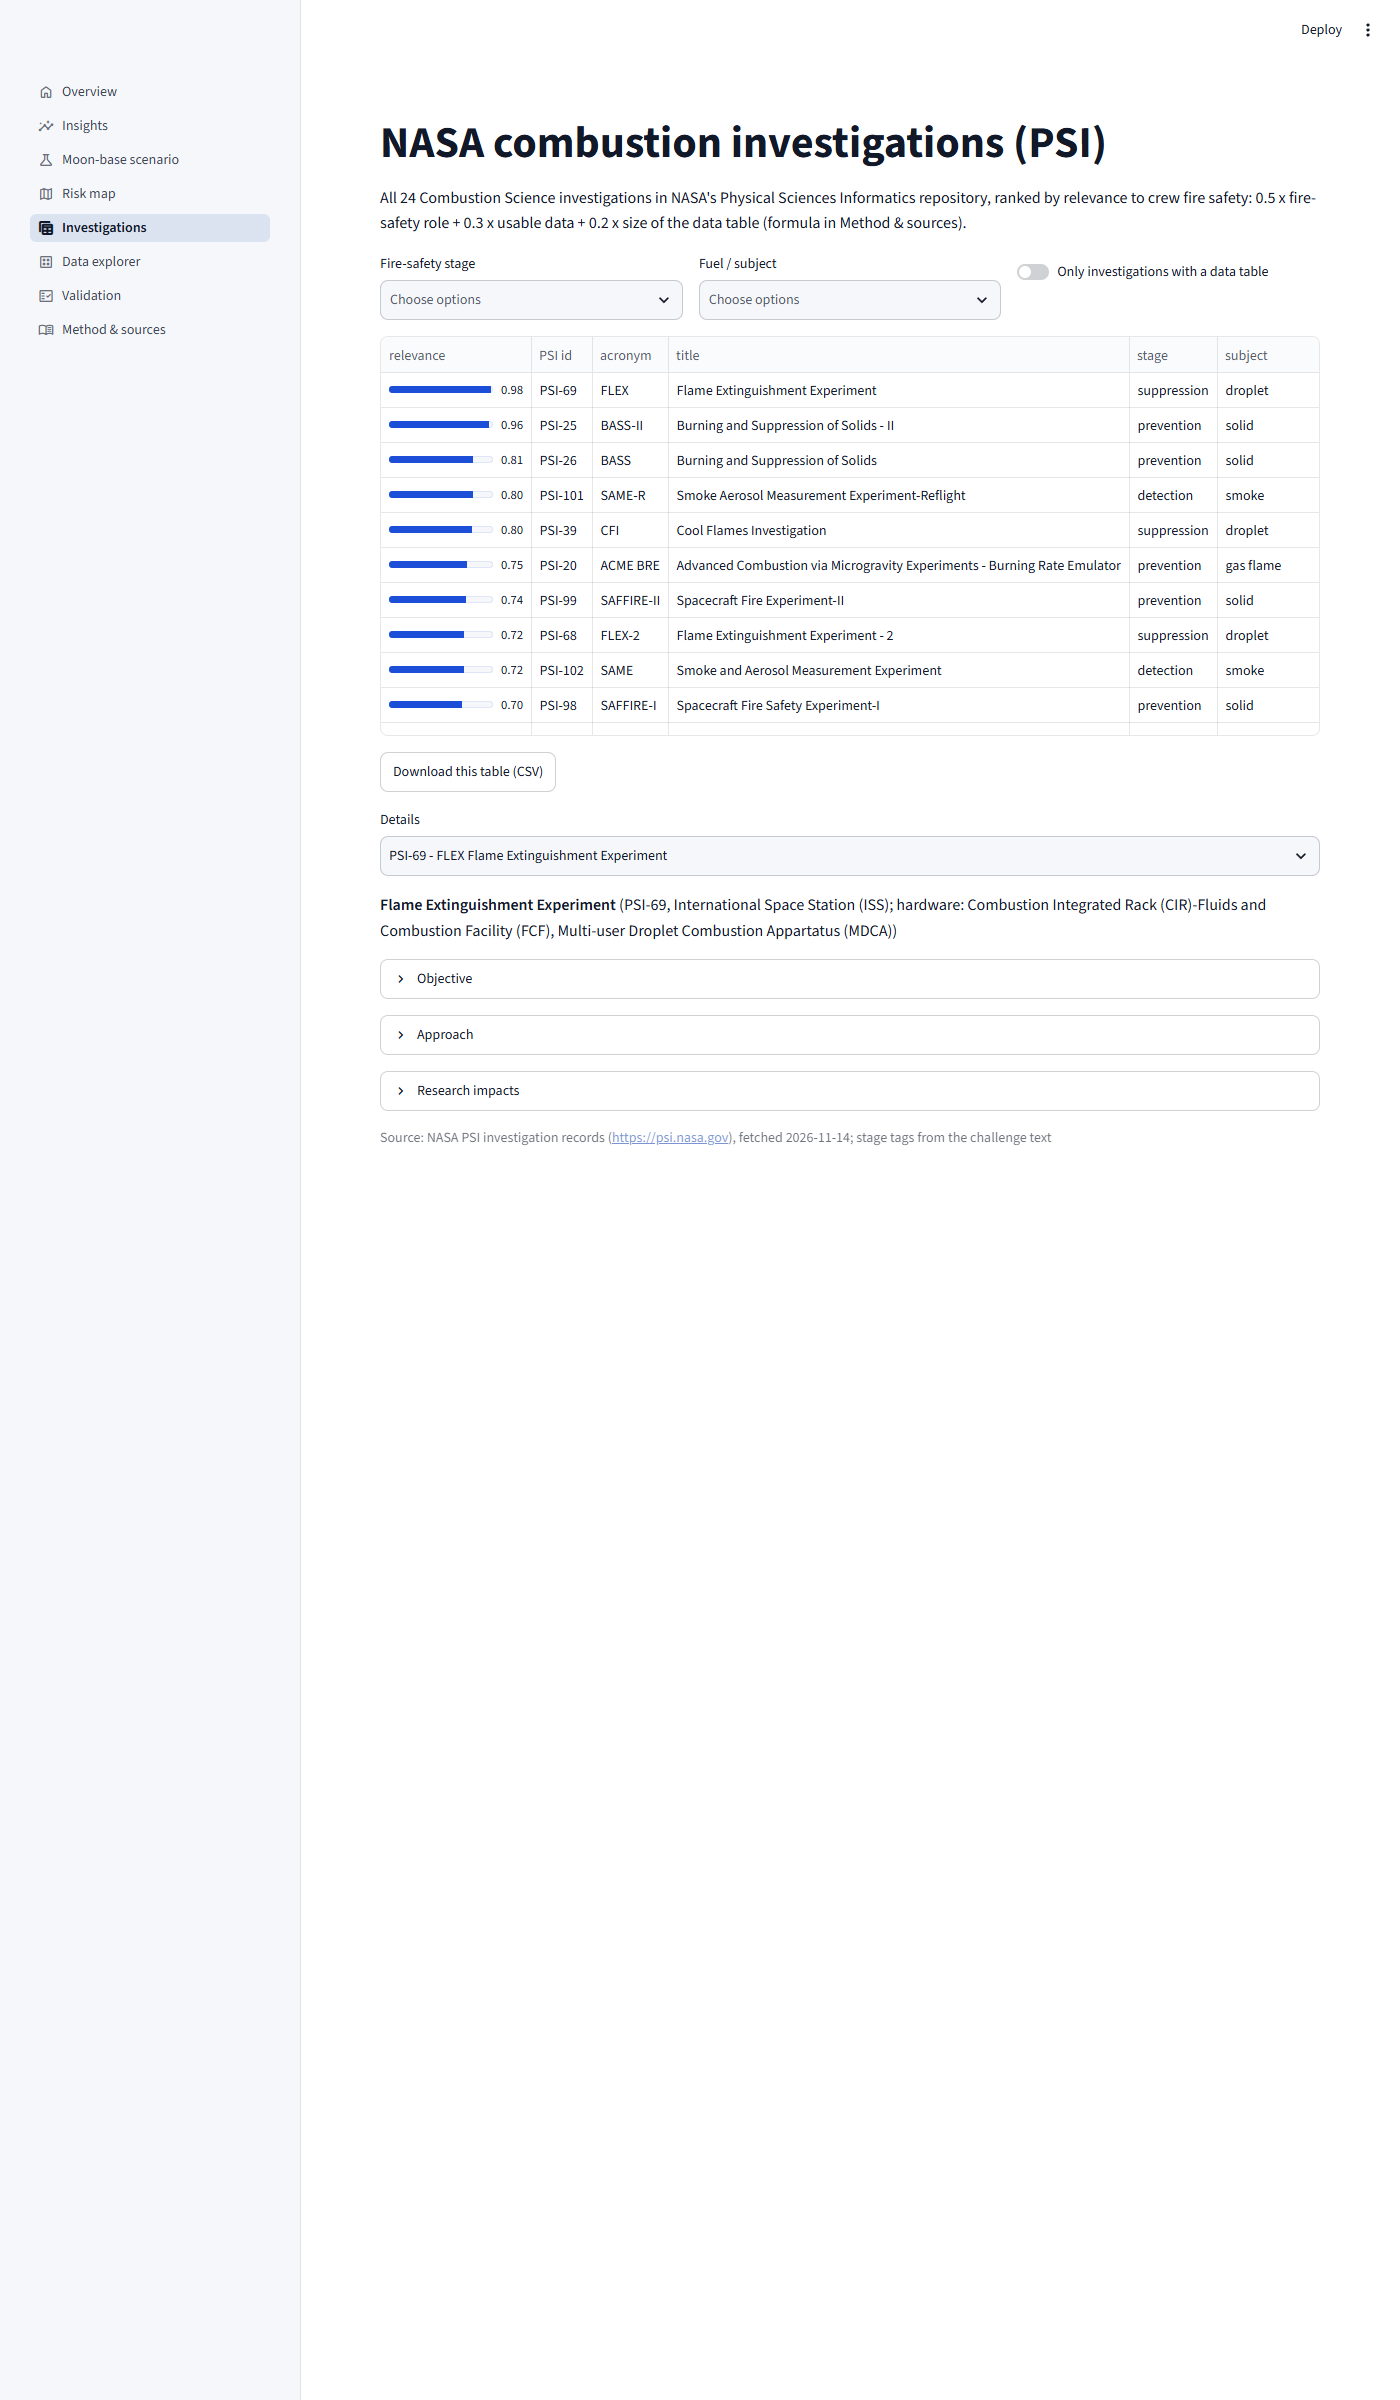 Deploy
Overview
Insights
Moon-base scenario
Risk map
Investigations
Data explorer
Validation
Method & sources
NASA combustion investigations (PSI)
All 24 Combustion Science investigations in NASA's Physical Sciences Informatics repository, ranked by relevance to crew fire safety: 0.5 x fire-
safety role + 0.3 x usable data + 0.2 x size of the data table (formula in Method & sources).
Fire-safety stage
Choose options
Fuel / subject
Choose options
Only investigations with a data table
relevance PSI id acronym title stage subject
0.98 PSI-69 FLEX Flame Extinguishment Experiment suppression droplet
0.96 PSI-25 BASS-II Burning and Suppression of Solids - II prevention solid
0.81 PSI-26 BASS Burning and Suppression of Solids prevention solid
0.80 PSI-101 SAME-R Smoke Aerosol Measurement Experiment-Reflight detection smoke
0.80 PSI-39 CFI Cool Flames Investigation suppression droplet
0.75 PSI-20 ACME BRE Advanced Combustion via Microgravity Experiments - Burning Rate Emulator prevention gas flame
0.74 PSI-99 SAFFIRE-II Spacecraft Fire Experiment-II prevention solid
0.72 PSI-68 FLEX-2 Flame Extinguishment Experiment - 2 suppression droplet
0.72 PSI-102 SAME Smoke and Aerosol Measurement Experiment detection smoke
0.70 PSI-98 SAFFIRE-I Spacecraft Fire Safety Experiment-I prevention solid
Download this table (CSV)
Details
PSI-69 - FLEX Flame Extinguishment Experiment
Flame Extinguishment Experiment (PSI-69, International Space Station (ISS); hardware: Combustion Integrated Rack (CIR)-Fluids and
Combustion Facility (FCF), Multi-user Droplet Combustion Appartatus (MDCA))
Objective
Approach
Research impacts
Source: NASA PSI investigation records (https://psi.nasa.gov), fetched 2026-11-14; stage tags from the challenge text